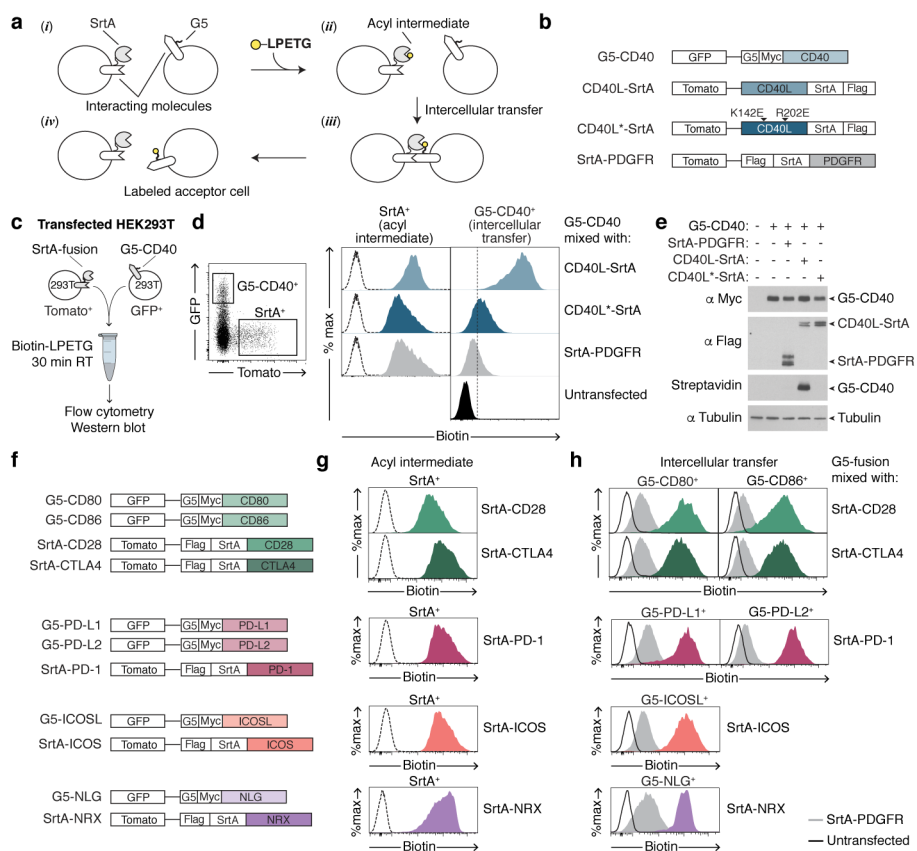 a
(i)
SrtA
G5
LPETG
(ii)
Acyl intermediate
Interacting molecules
Intercellular transfer
(iv)
(iii)
Labeled acceptor cell
b
G5-CD40
GFP
G5
Myc
CD40
CD40L-SrtA
Tomato
CD40L
SrtA
Flag
K142E
R202E
CD40L*-SrtA
Tomato
CD40L
SrtA
Flag
SrtA-PDGFR
Tomato
Flag
SrtA
PDGFR
c
Transfected HEK293T
SrtA-fusion
G5-CD40
293T
293T
Tomato⁺
GFP⁺
Biotin-LPETG
30 min RT
Flow cytometry
Western blot
d
GFP
G5-CD40⁺
SrtA⁺
Tomato
SrtA⁺
(acyl
intermediate)
G5-CD40⁺
(intercellular
transfer)
G5-CD40
mixed with:
% max
CD40L-SrtA
CD40L*-SrtA
SrtA-PDGFR
Untransfected
Biotin
e
G5-CD40: - + + + +
SrtA-PDGFR: - - + - -
CD40L-SrtA: - - - + -
CD40L*-SrtA: - - - - +
α Myc
G5-CD40
α Flag
CD40L-SrtA
SrtA-PDGFR
Streptavidin
G5-CD40
α Tubulin
Tubulin
f
G5-CD80
GFP
G5
Myc
CD80
G5-CD86
GFP
G5
Myc
CD86
SrtA-CD28
Tomato
Flag
SrtA
CD28
SrtA-CTLA4
Tomato
Flag
SrtA
CTLA4
G5-PD-L1
GFP
G5
Myc
PD-L1
G5-PD-L2
GFP
G5
Myc
PD-L2
SrtA-PD-1
Tomato
Flag
SrtA
PD-1
G5-ICOSL
GFP
G5
Myc
ICOSL
SrtA-ICOS
Tomato
Flag
SrtA
ICOS
G5-NLG
GFP
G5
Myc
NLG
SrtA-NRX
Tomato
Flag
SrtA
NRX
g
Acyl intermediate
SrtA⁺
%max
SrtA-CD28
%max
SrtA-CTLA4
Biotin
SrtA⁺
%max
SrtA-PD-1
Biotin
SrtA⁺
%max
SrtA-ICOS
Biotin
SrtA⁺
%max
SrtA-NRX
Biotin
h
Intercellular transfer
G5-fusion
mixed with:
G5-CD80⁺
G5-CD86⁺
%max
SrtA-CD28
%max
SrtA-CTLA4
Biotin
G5-PD-L1⁺
G5-PD-L2⁺
%max
SrtA-PD-1
Biotin
G5-ICOSL⁺
%max
SrtA-ICOS
Biotin
G5-NLG⁺
%max
SrtA-NRX
Biotin
SrtA-PDGFR
Untransfected